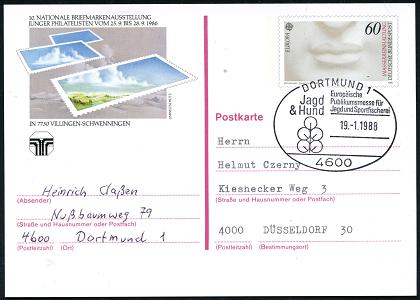 10. NATIONALE BRIEFMARKENAUSSTELLUNG
JUNGER PHILATELISTEN VOM 25.9. BIS 28.9.1986
IN 7730 VILLINGEN-SCHWENNINGEN
EUROPA
60
DEUTSCHE BUNDESPOST
DORTMUND 1
Jagd
& Hund
Europäische
Publikumsmesse für
Jagd und Sportfischerei
19.-1.1988
4600
Postkarte
Herrn
Helmut Czerny
Kieshecker Weg 3
(Straße und Hausnummer oder Postfach)
4000 DÜSSELDORF 30
(Postleitzahl) (Bestimmungsort)
Heinrich Claßen
(Absender)
Nußbaumweg 79
(Straße und Hausnummer oder Postfach)
4600 Dortmund 1
(Postleitzahl) (Ort)